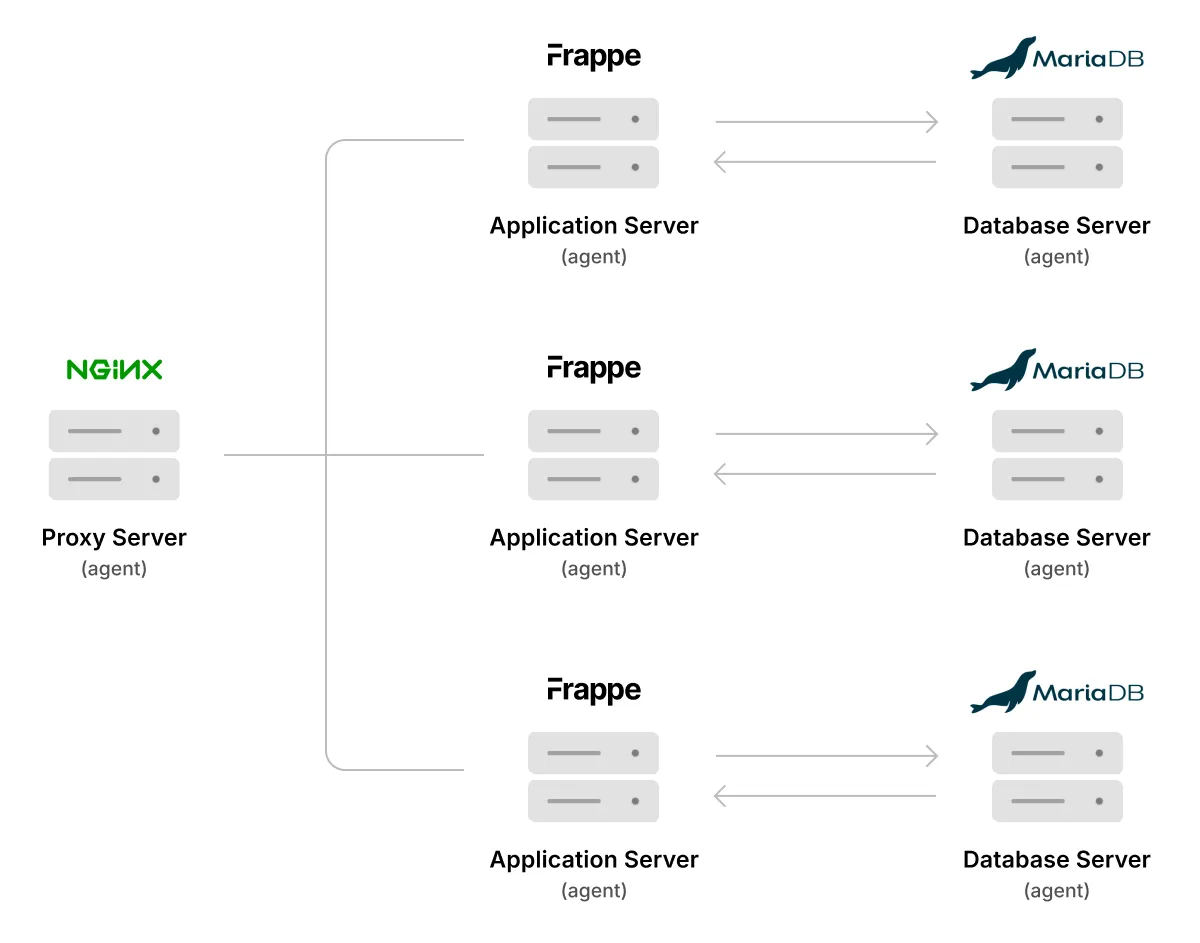 Frappe
MariaDB
Application Server
(agent)
Database Server
(agent)
NGINX
Proxy Server
(agent)
Frappe
MariaDB
Application Server
(agent)
Database Server
(agent)
Frappe
MariaDB
Application Server
(agent)
Database Server
(agent)